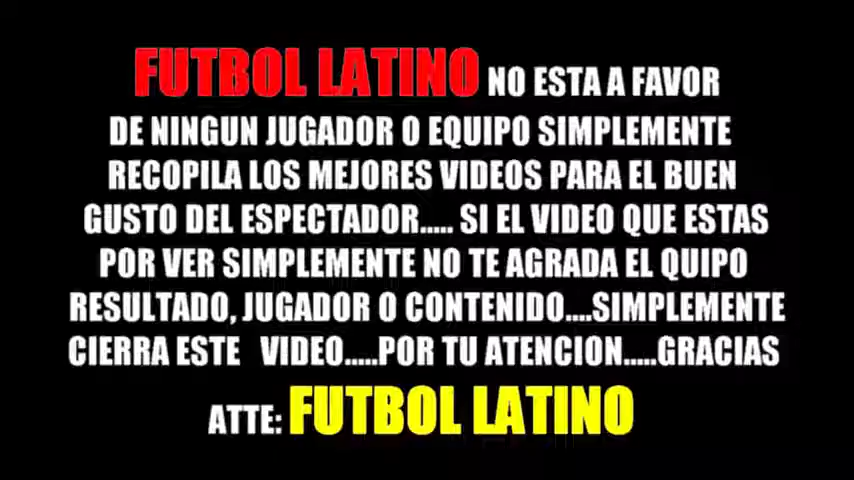 FUTBOL LATINO NO ESTA A FAVOR
DE NINGUN JUGADOR O EQUIPO SIMPLEMENTE
RECOPILA LOS MEJORES VIDEOS PARA EL BUEN
GUSTO DEL ESPECTADOR..... SI EL VIDEO QUE ESTAS
POR VER SIMPLEMENTE NO TE AGRADA EL QUIPO
RESULTADO, JUGADOR O CONTENIDO....SIMPLEMENTE
CIERRA ESTE VIDEO.....POR TU ATENCION.....GRACIAS
ATTE: FUTBOL LATINO